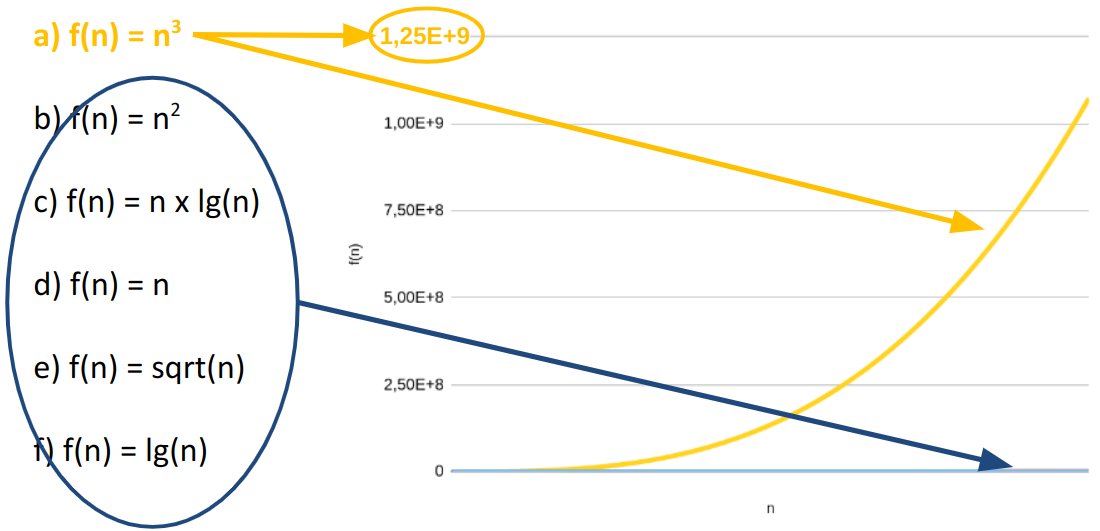 a) f(n) = n³
b) f(n) = n²
c) f(n) = n x lg(n)
d) f(n) = n
e) f(n) = sqrt(n)
f) f(n) = lg(n)
1,25E+9
1,00E+9
7,50E+8
f(n)
5,00E+8
2,50E+8
0
n